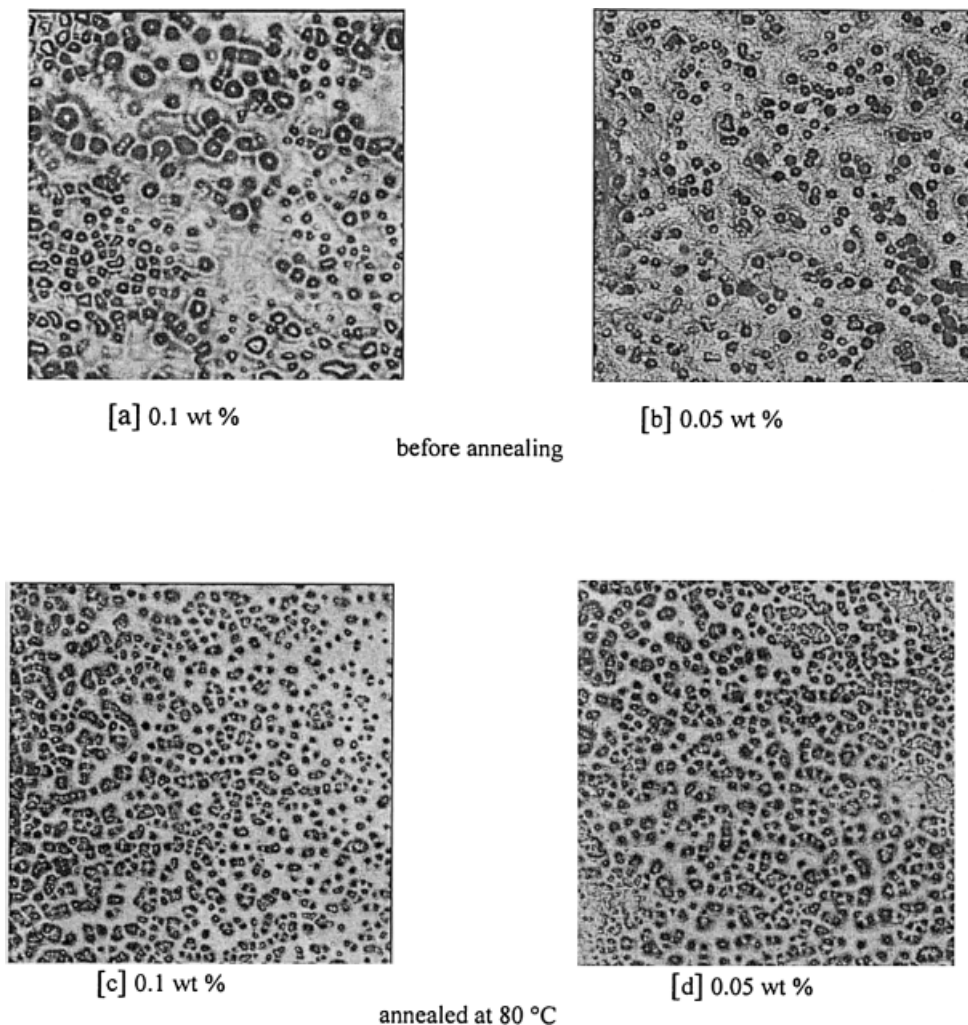 [a] 0.1 wt %
[b] 0.05 wt %
before annealing
[c] 0.1 wt %
[d] 0.05 wt %
annealed at 80 °C